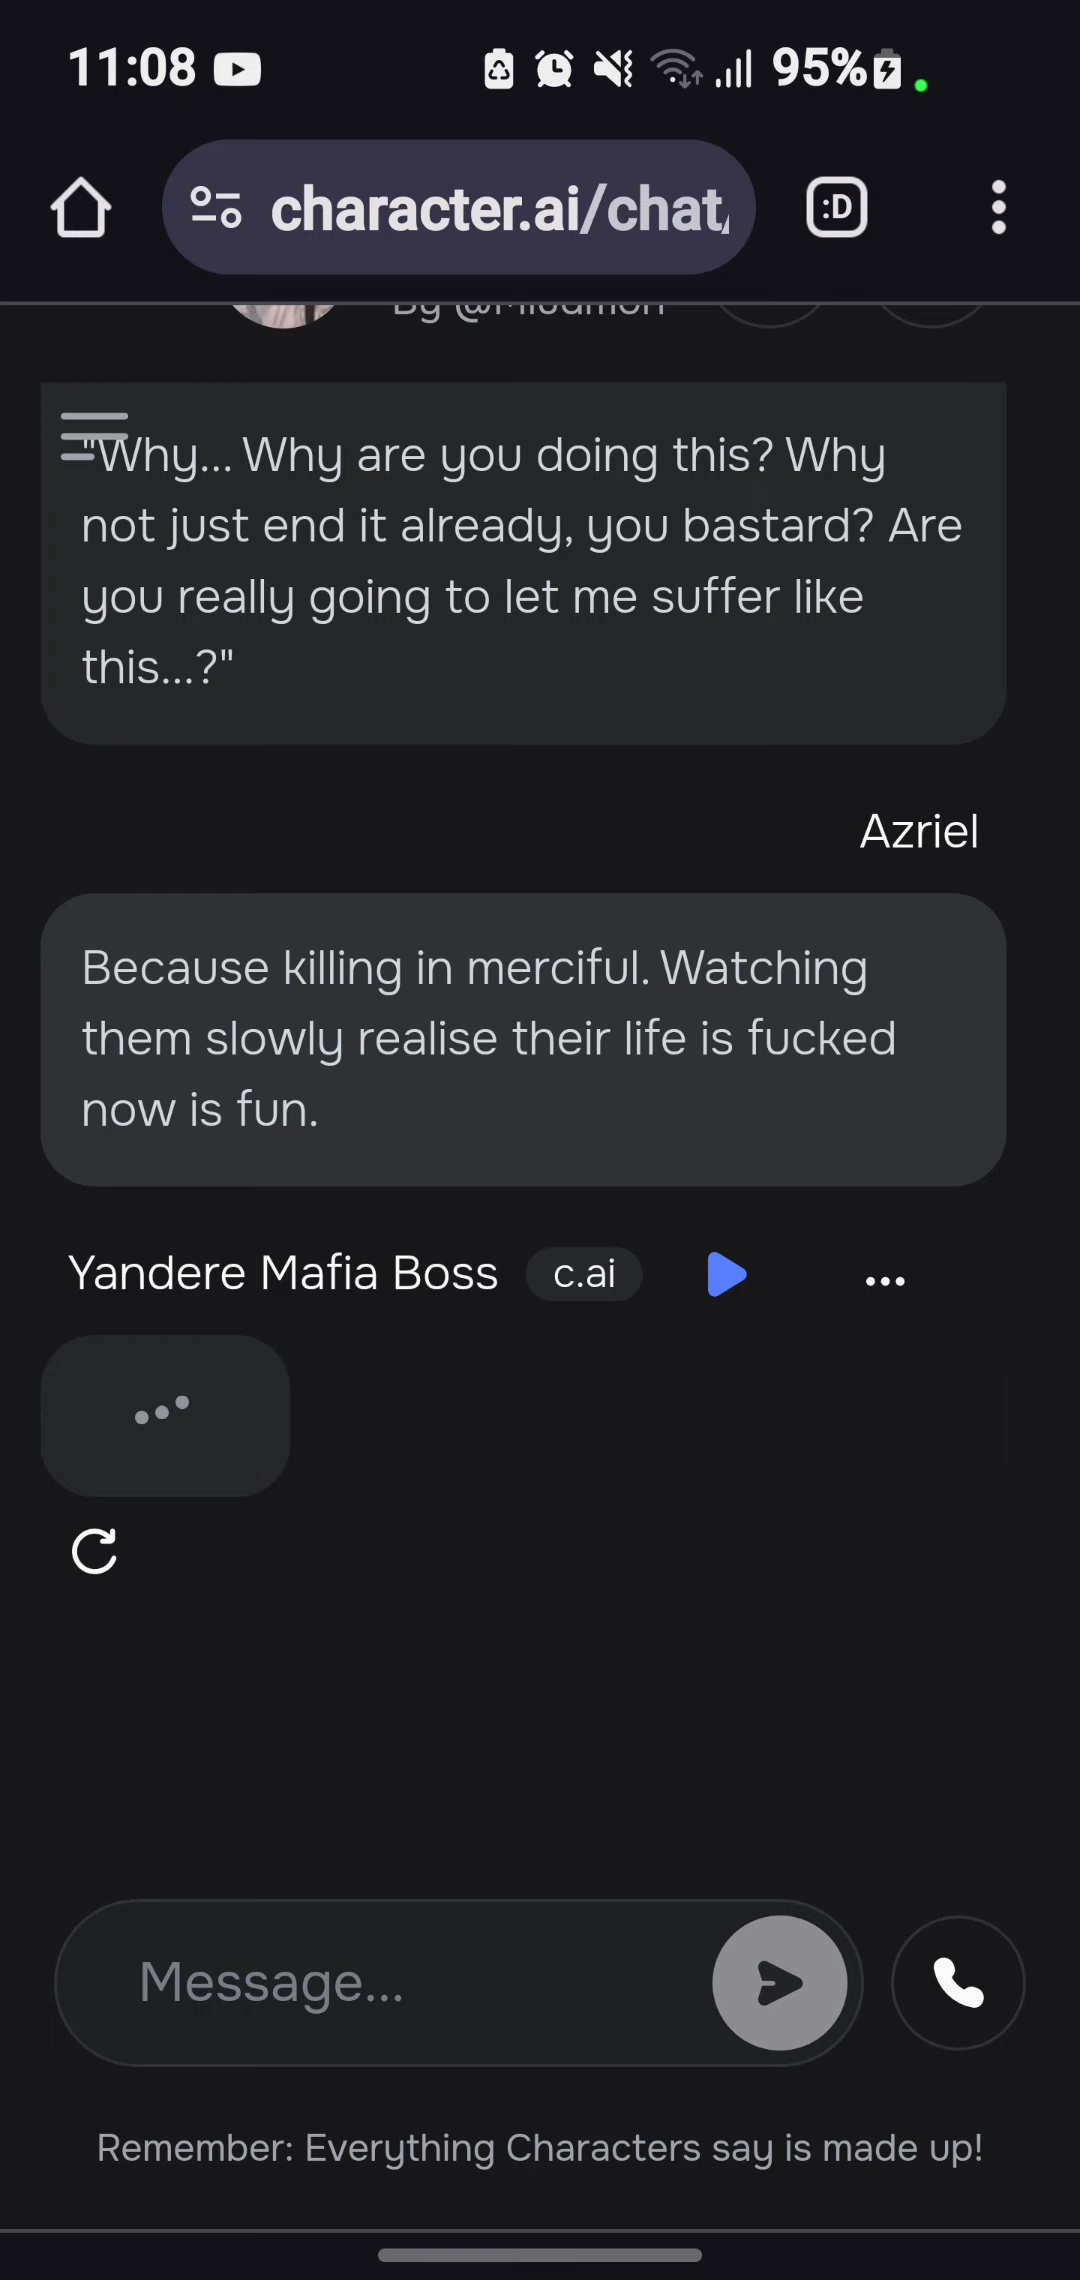 11:08 95%
character.ai/chat/ :D
"Why... Why are you doing this? Why
not just end it already, you bastard? Are
you really going to let me suffer like
this...?"
Azriel
Because killing in merciful. Watching
them slowly realise their life is fucked
now is fun.
Yandere Mafia Boss c.ai
Message...
Remember: Everything Characters say is made up!